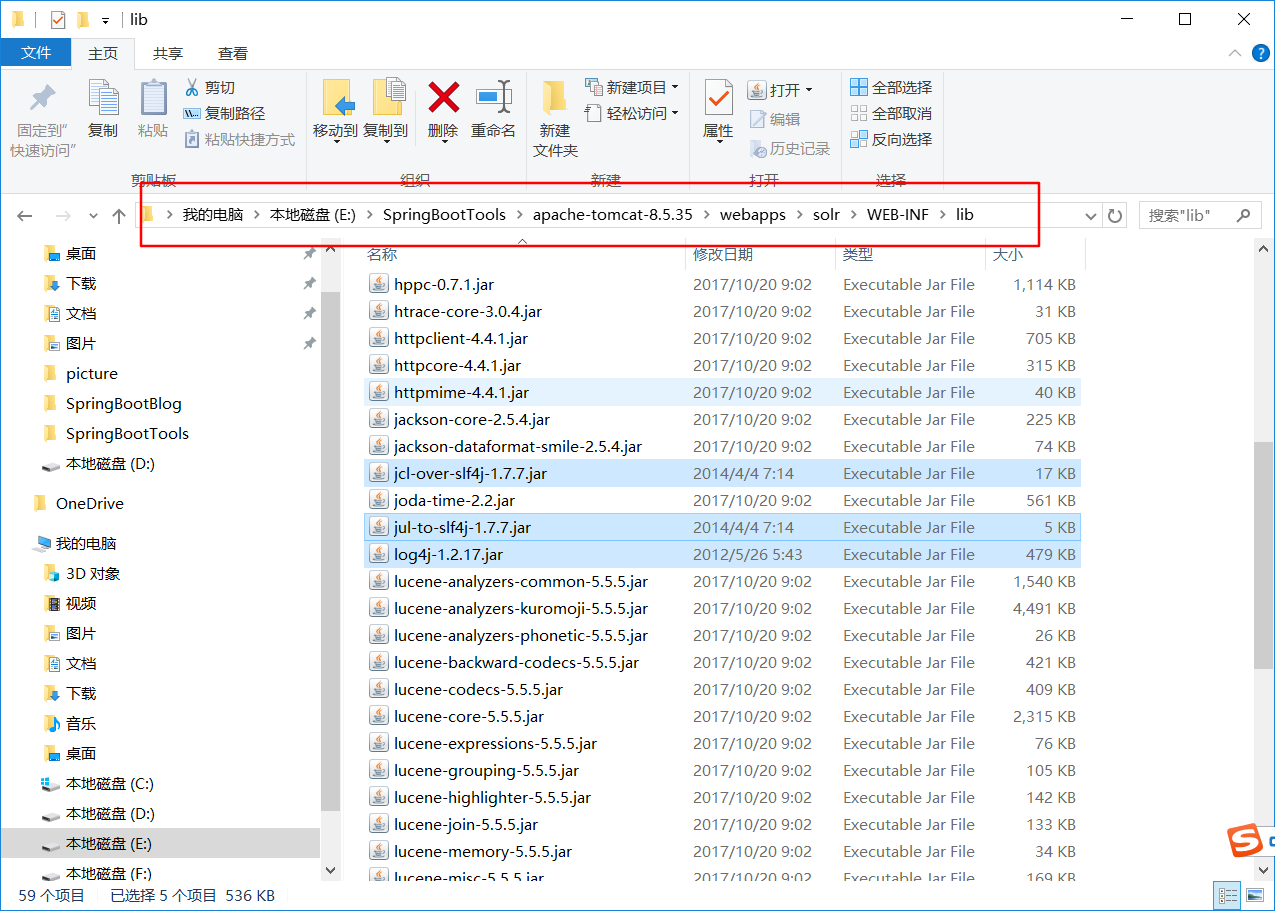 lib
文件 主页 共享 查看
固定到"快速访问" 复制 粘贴 剪切 复制路径 粘贴快捷方式 移动到 复制到 删除 重命名 新建文件夹 新建项目 轻松访问 属性 打开 编辑 历史记录 全部选择 全部取消 反向选择
剪贴板 组织 新建 打开 选择
我的电脑 本地磁盘 (E:) SpringBootTools apache-tomcat-8.5.35 webapps solr WEB-INF lib 搜索"lib"
桌面
下载
文档
图片
picture
SpringBootBlog
SpringBootTools
本地磁盘 (D:)
OneDrive
我的电脑
3D 对象
视频
图片
文档
下载
音乐
桌面
本地磁盘 (C:)
本地磁盘 (D:)
本地磁盘 (E:)
本地磁盘 (F:)
名称 修改日期 类型 大小
hppc-0.7.1.jar 2017/10/20 9:02 Executable Jar File 1,114 KB
htrace-core-3.0.4.jar 2017/10/20 9:02 Executable Jar File 31 KB
httpclient-4.4.1.jar 2017/10/20 9:02 Executable Jar File 705 KB
httpcore-4.4.1.jar 2017/10/20 9:02 Executable Jar File 315 KB
httpmime-4.4.1.jar 2017/10/20 9:02 Executable Jar File 40 KB
jackson-core-2.5.4.jar 2017/10/20 9:02 Executable Jar File 225 KB
jackson-dataformat-smile-2.5.4.jar 2017/10/20 9:02 Executable Jar File 74 KB
jcl-over-slf4j-1.7.7.jar 2014/4/4 7:14 Executable Jar File 17 KB
joda-time-2.2.jar 2017/10/20 9:02 Executable Jar File 561 KB
jul-to-slf4j-1.7.7.jar 2014/4/4 7:14 Executable Jar File 5 KB
log4j-1.2.17.jar 2012/5/26 5:43 Executable Jar File 479 KB
lucene-analyzers-common-5.5.5.jar 2017/10/20 9:02 Executable Jar File 1,540 KB
lucene-analyzers-kuromoji-5.5.5.jar 2017/10/20 9:02 Executable Jar File 4,491 KB
lucene-analyzers-phonetic-5.5.5.jar 2017/10/20 9:02 Executable Jar File 26 KB
lucene-backward-codecs-5.5.5.jar 2017/10/20 9:02 Executable Jar File 421 KB
lucene-codecs-5.5.5.jar 2017/10/20 9:02 Executable Jar File 409 KB
lucene-core-5.5.5.jar 2017/10/20 9:02 Executable Jar File 2,315 KB
lucene-expressions-5.5.5.jar 2017/10/20 9:02 Executable Jar File 76 KB
lucene-grouping-5.5.5.jar 2017/10/20 9:02 Executable Jar File 105 KB
lucene-highlighter-5.5.5.jar 2017/10/20 9:02 Executable Jar File 142 KB
lucene-join-5.5.5.jar 2017/10/20 9:02 Executable Jar File 133 KB
lucene-memory-5.5.5.jar 2017/10/20 9:02 Executable Jar File 34 KB
lucene-misc-5.5.5.jar 2017/10/20 9:02 Executable Jar File 169 KB
59 个项目 已选择 5 个项目 536 KB